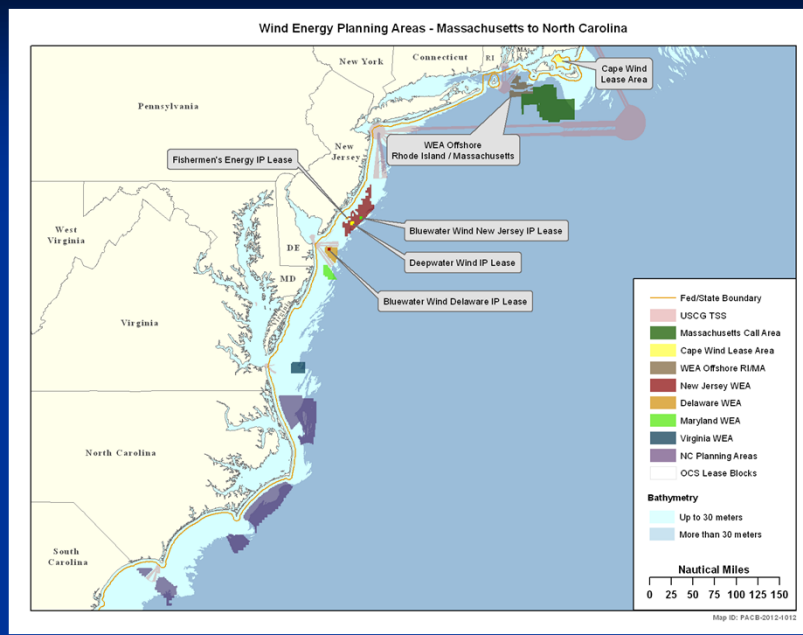 Wind Energy Planning Areas - Massachusetts to North Carolina
New York
Connecticut
RI
MA
Cape Wind
Lease Area
Pennsylvania
New
Jersey
WEA Offshore
Rhode Island / Massachusetts
Fishermen's Energy IP Lease
West
Virginia
DE
Bluewater Wind New Jersey IP Lease
Deepwater Wind IP Lease
MD
Bluewater Wind Delaware IP Lease
Virginia
North Carolina
South
Carolina
Fed/State Boundary
USCG TSS
Massachusetts Call Area
Cape Wind Lease Area
WEA Offshore RI/MA
New Jersey WEA
Delaware WEA
Maryland WEA
Virginia WEA
NC Planning Areas
OCS Lease Blocks
Bathymetry
Up to 30 meters
More than 30 meters
Nautical Miles
0 25 50 75 100 125 150
Map ID: PACB-2012-1012